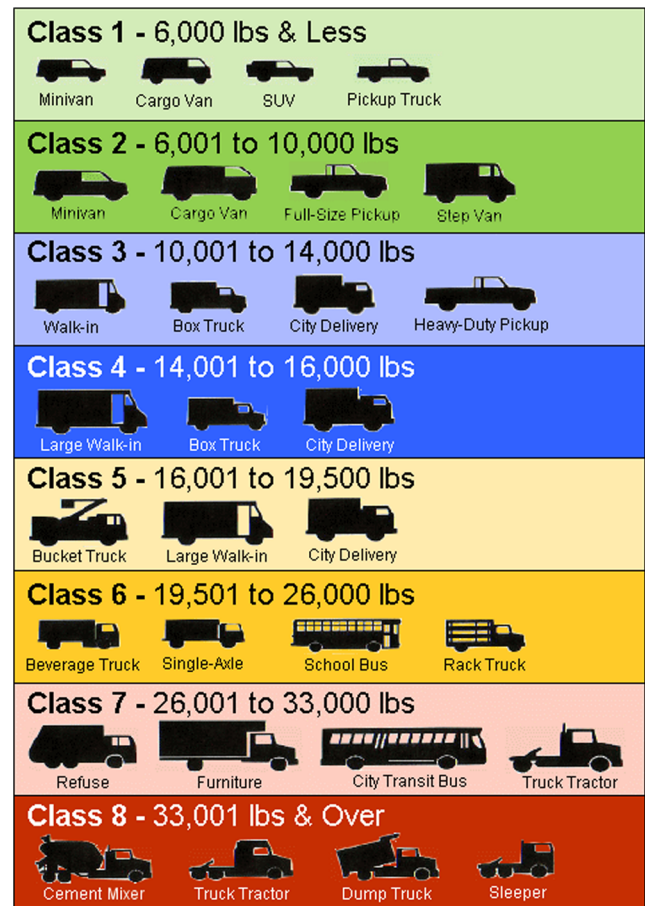 Class 1 - 6,000 lbs & Less
Minivan Cargo Van SUV Pickup Truck
Class 2 - 6,001 to 10,000 lbs
Minivan Cargo Van Full-Size Pickup Step Van
Class 3 - 10,001 to 14,000 lbs
Walk-in Box Truck City Delivery Heavy-Duty Pickup
Class 4 - 14,001 to 16,000 lbs
Large Walk-in Box Truck City Delivery
Class 5 - 16,001 to 19,500 lbs
Bucket Truck Large Walk-in City Delivery
Class 6 - 19,501 to 26,000 lbs
Beverage Truck Single-Axle School Bus Rack Truck
Class 7 - 26,001 to 33,000 lbs
Refuse Furniture City Transit Bus Truck Tractor
Class 8 - 33,001 lbs & Over
Cement Mixer Truck Tractor Dump Truck Sleeper